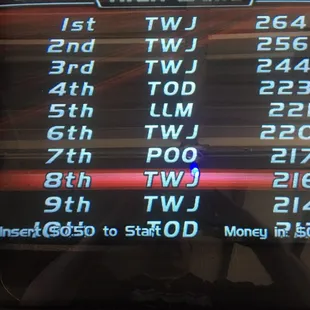 1st TWJ 264
2nd TWJ 256
3rd TWJ 244
4th TOD 223
5th LLM 221
6th TWJ 220
7th POO 217
8th TWJ 216
9th TWJ 214
10th TOD
Insert $0.50 to Start Money in: